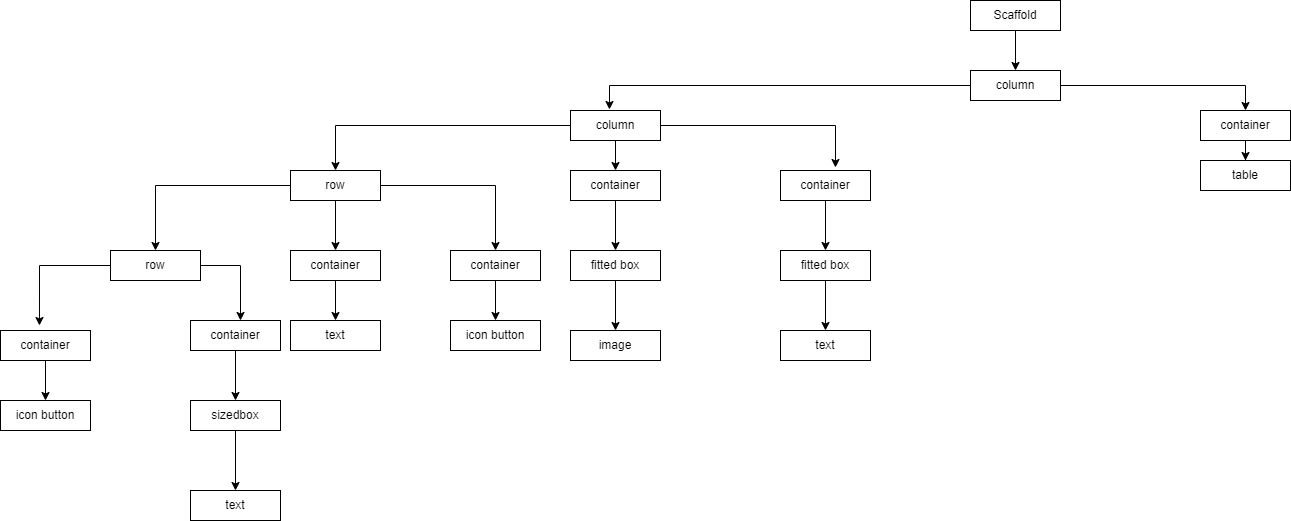 Scaffold
column
column
container
row
container
container
table
row
container
container
fitted box
fitted box
container
container
text
icon button
image
text
icon button
sizedbox
text